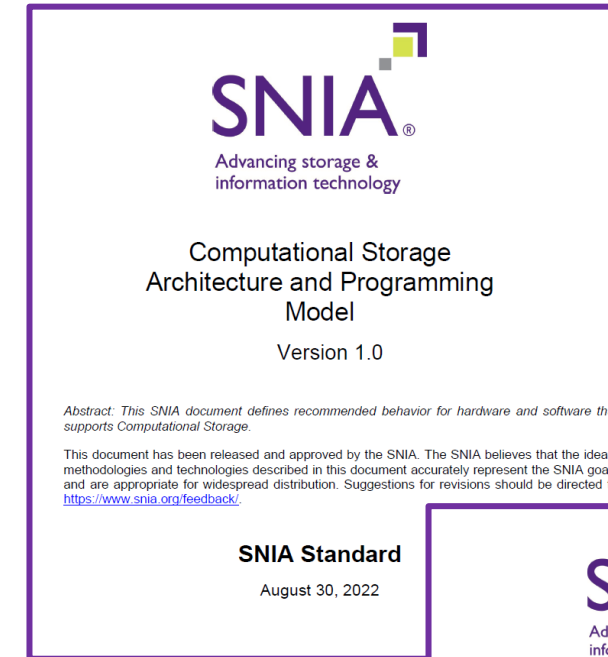 SNIA®
Advancing storage &
information technology
Computational Storage
Architecture and Programming
Model
Version 1.0
Abstract: This SNIA document defines recommended behavior for hardware and software
supports Computational Storage.
This document has been released and approved by the SNIA. The SNIA believes that the
methodologies and technologies described in this document accurately represent the SNIA
and are appropriate for widespread distribution. Suggestions for revisions should be directed
https://www.snia.org/feedback/.
SNIA Standard
August 30, 2022